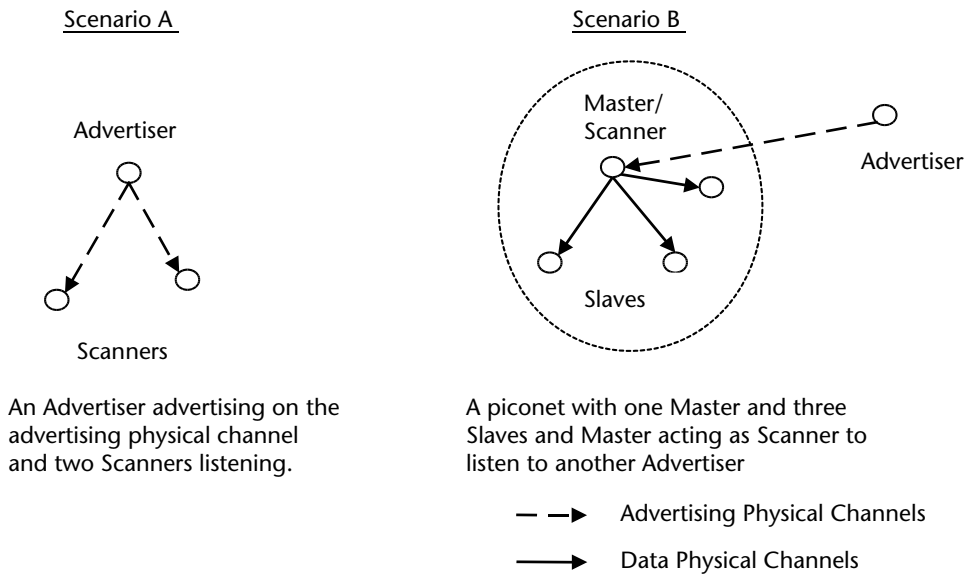 Scenario A
Advertiser
Scanners
An Advertiser advertising on the
advertising physical channel
and two Scanners listening.
Scenario B
Master/
Scanner
Advertiser
Slaves
A piconet with one Master and three
Slaves and Master acting as Scanner to
listen to another Advertiser
Advertising Physical Channels
Data Physical Channels